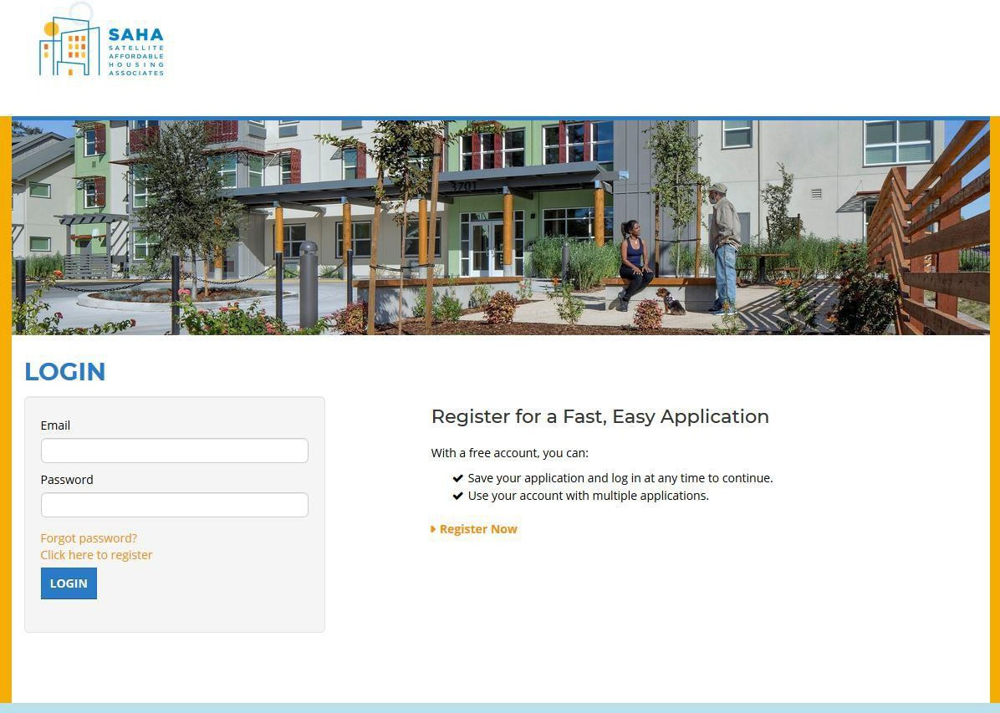 SAHA
SATELLITE
AFFORDABLE
HOUSING
ASSOCIATES
3701
LOGIN
Email
Password
Forgot password?
Click here to register
LOGIN
Register for a Fast, Easy Application
With a free account, you can:
Save your application and log in at any time to continue.
Use your account with multiple applications.
Register Now